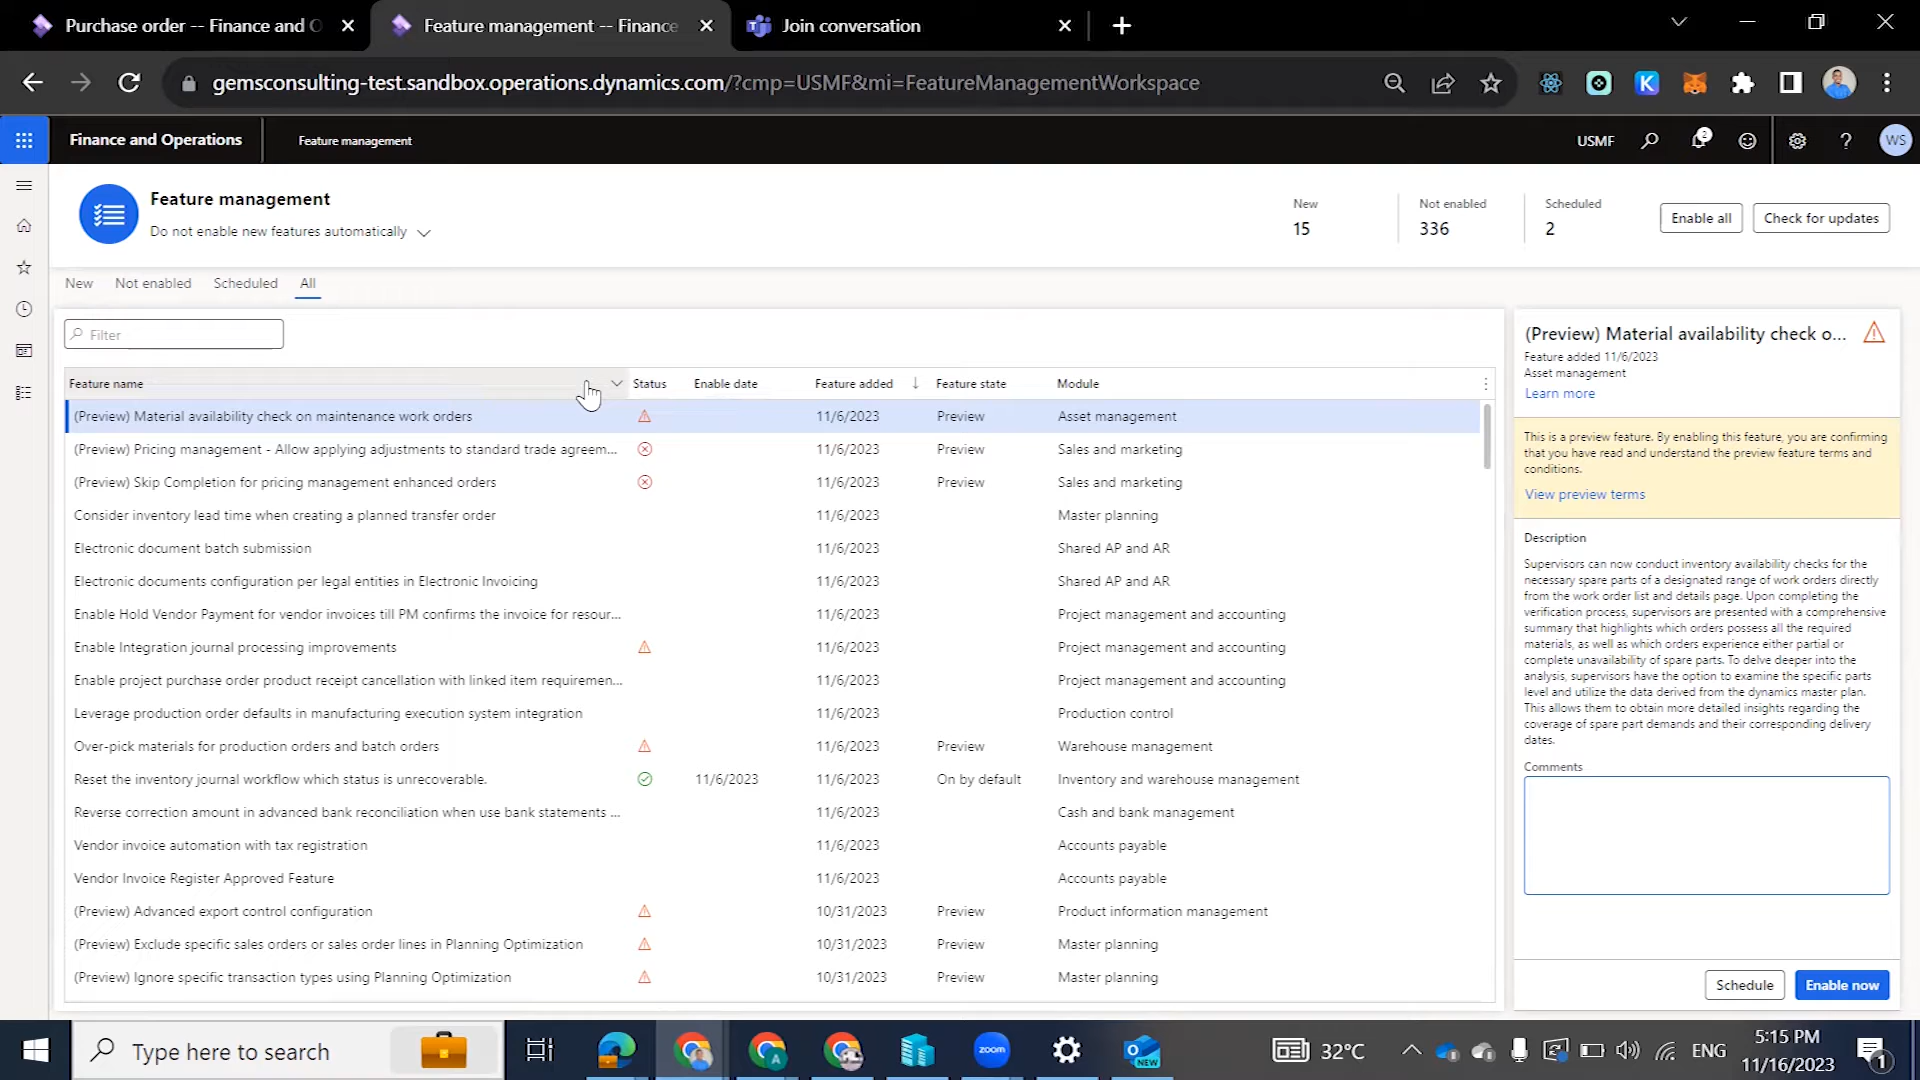 Purchase order -- Finance and O
Feature management -- Finance
Join conversation
gemsconsulting-test.sandbox.operations.dynamics.com/?cmp=USMF&mi=FeatureManagementWorkspace
Finance and Operations
Feature management
USMF
2
WS
Feature management
Do not enable new features automatically
New
15
Not enabled
336
Scheduled
2
Enable all
Check for updates
New
Not enabled
Scheduled
All
Filter
Feature name Status Enable date Feature added Feature state Module
(Preview) Material availability check on maintenance work orders 11/6/2023 Preview Asset management
(Preview) Pricing management - Allow applying adjustments to standard trade agreem... 11/6/2023 Preview Sales and marketing
(Preview) Skip Completion for pricing management enhanced orders 11/6/2023 Preview Sales and marketing
Consider inventory lead time when creating a planned transfer order 11/6/2023 Master planning
Electronic document batch submission 11/6/2023 Shared AP and AR
Electronic documents configuration per legal entities in Electronic Invoicing 11/6/2023 Shared AP and AR
Enable Hold Vendor Payment for vendor invoices till PM confirms the invoice for resour... 11/6/2023 Project management and accounting
Enable Integration journal processing improvements 11/6/2023 Project management and accounting
Enable project purchase order product receipt cancellation with linked item requiremen... 11/6/2023 Project management and accounting
Leverage production order defaults in manufacturing execution system integration 11/6/2023 Production control
Over-pick materials for production orders and batch orders 11/6/2023 Preview Warehouse management
Reset the inventory journal workflow which status is unrecoverable. 11/6/2023 11/6/2023 On by default Inventory and warehouse management
Reverse correction amount in advanced bank reconciliation when use bank statements ... 11/6/2023 Cash and bank management
Vendor invoice automation with tax registration 11/6/2023 Accounts payable
Vendor Invoice Register Approved Feature 11/6/2023 Accounts payable
(Preview) Advanced export control configuration 10/31/2023 Preview Product information management
(Preview) Exclude specific sales orders or sales order lines in Planning Optimization 10/31/2023 Preview Master planning
(Preview) Ignore specific transaction types using Planning Optimization 10/31/2023 Preview Master planning
(Preview) Material availability check o...
Feature added 11/6/2023
Asset management
Learn more
This is a preview feature. By enabling this feature, you are confirming
that you have read and understand the preview feature terms and
conditions.
View preview terms
Description
Supervisors can now conduct inventory availability checks for the
necessary spare parts of a designated range of work orders directly
from the work order list and details page. Upon completing the
verification process, supervisors are presented with a comprehensive
summary that highlights which orders possess all the required
materials, as well as which orders experience either partial or
complete unavailability of spare parts. To delve deeper into the
analysis, supervisors have the option to examine the specific parts
level and utilize the data derived from the dynamics master plan.
This allows them to obtain more detailed insights regarding the
coverage of spare part demands and their corresponding delivery
dates.
Comments
Schedule
Enable now
Type here to search
zoom
NEW
32°C
ENG
5:15 PM
11/16/2023
1